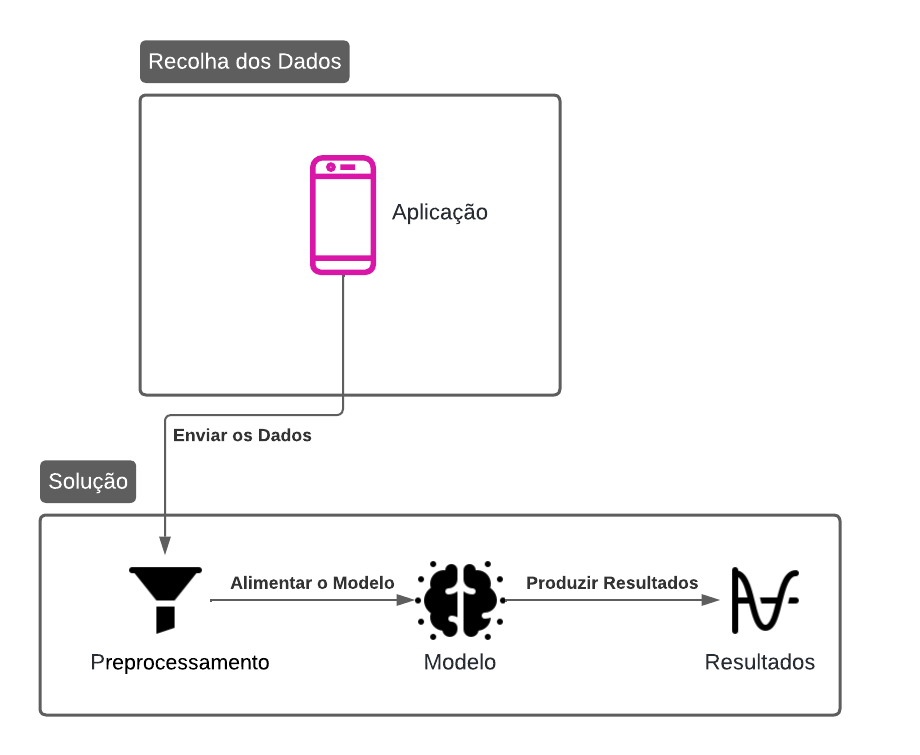 Recolha dos Dados
Aplicação
Enviar os Dados
Solução
Alimentar o Modelo
Produzir Resultados
Preprocessamento
Modelo
Resultados